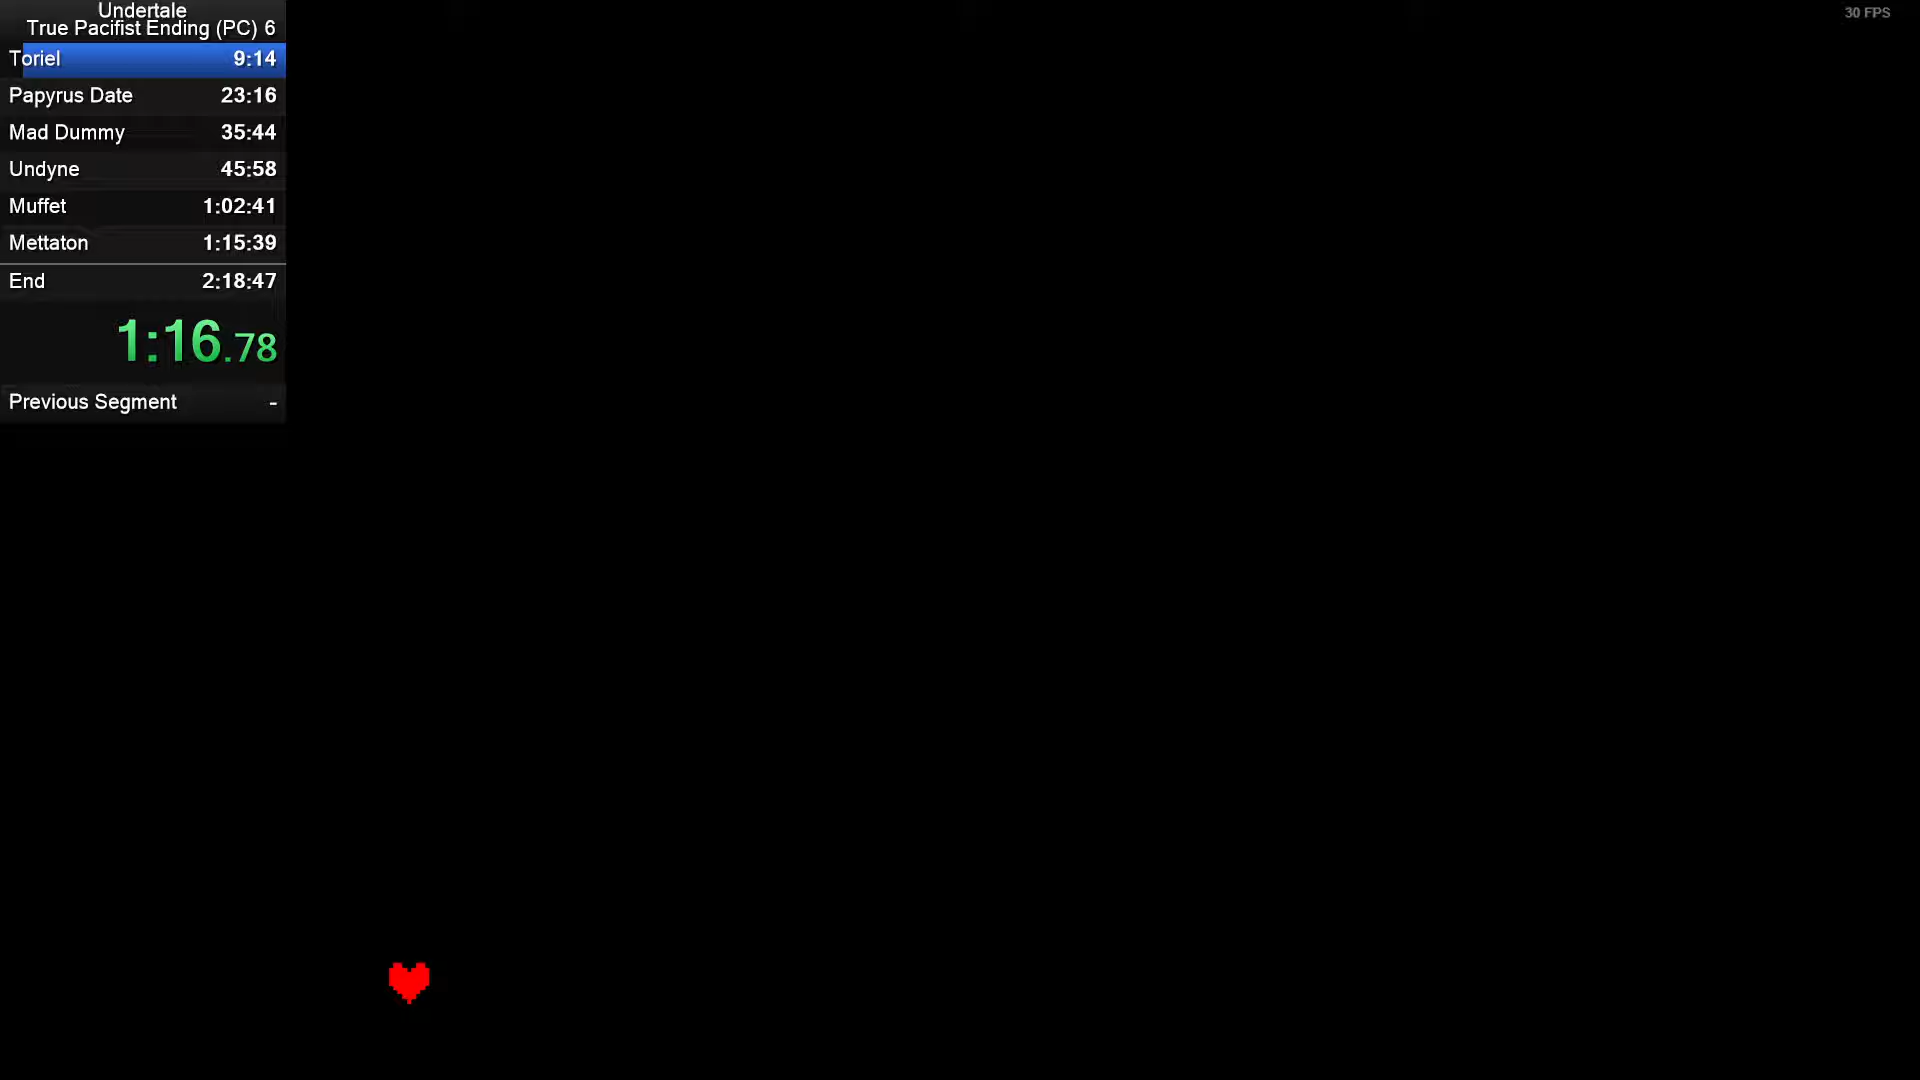 Undertale
True Pacifist Ending (PC) 6
30 FPS
Toriel 9:14
Papyrus Date 23:16
Mad Dummy 35:44
Undyne 45:58
Muffet 1:02:41
Mettaton 1:15:39
End 2:18:47
1:16.78
Previous Segment -